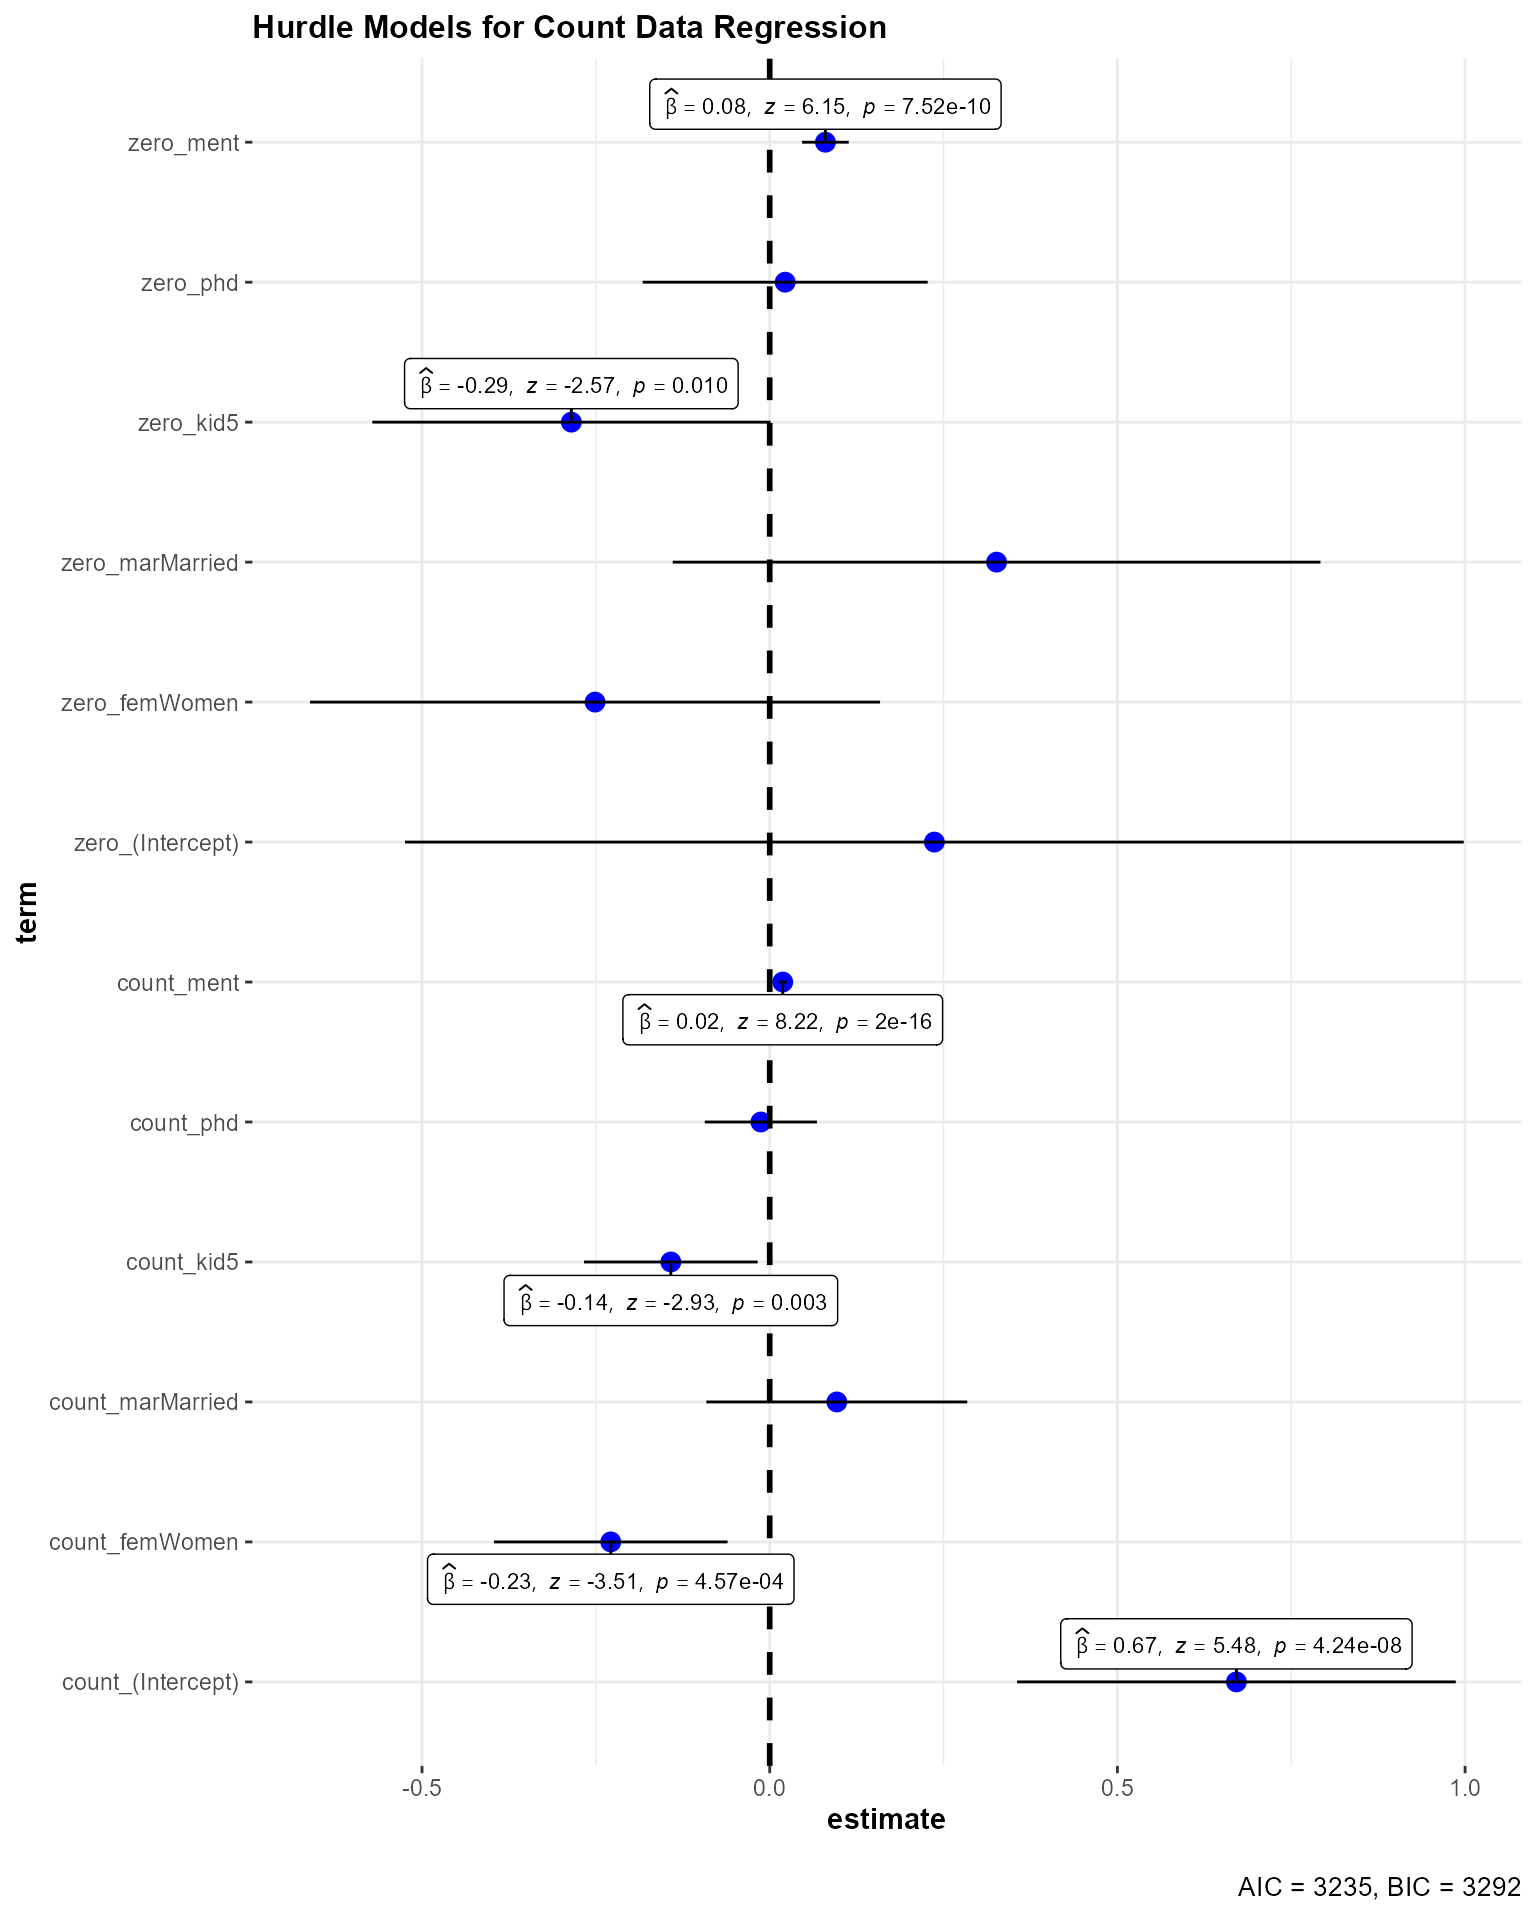 Hurdle Models for Count Data Regression
β̂ = 0.08, z = 6.15, p = 7.52e-10
zero_ment
zero_phd
β̂ = -0.29, z = -2.57, p = 0.010
zero_kid5
zero_marMarried
zero_femWomen
zero_(Intercept)
term
count_ment
β̂ = 0.02, z = 8.22, p = 2e-16
count_phd
count_kid5
β̂ = -0.14, z = -2.93, p = 0.003
count_marMarried
count_femWomen
β̂ = -0.23, z = -3.51, p = 4.57e-04
β̂ = 0.67, z = 5.48, p = 4.24e-08
count_(Intercept)
-0.5 0.0 0.5 1.0
estimate
AIC = 3235, BIC = 3292